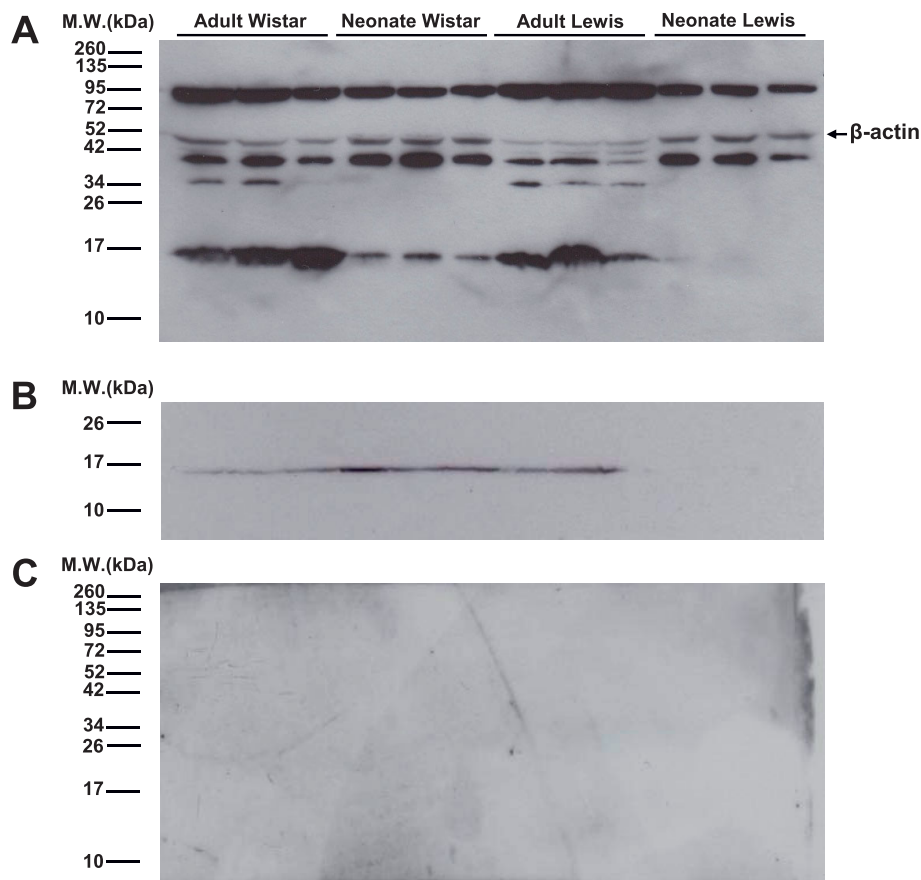 A
M.W.(kDa)
Adult Wistar
Neonate Wistar
Adult Lewis
Neonate Lewis
260
135
95
72
52
42
34
26
17
10
β-actin
B
M.W.(kDa)
26
17
10
C
M.W.(kDa)
260
135
95
72
52
42
34
26
17
10